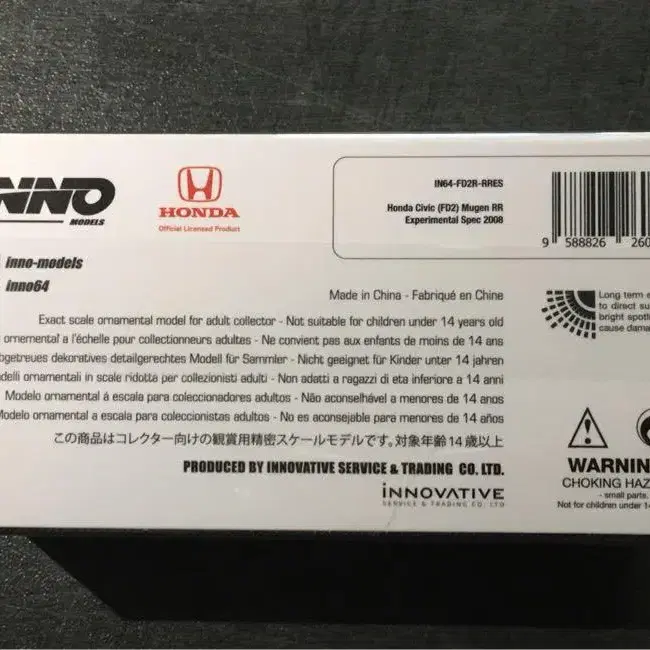 INNO
MODELS
HONDA
Official Licensed Product
IN64-FD2R-RRES
Honda Civic (FD2) Mugen RR
Experimental Spec 2008
9 588826 260
inno-models
inno64
Made in China - Fabriqué en Chine
Long term e
to direct su
bright spotl
cause dama
Exact scale ornamental model for adult collector - Not suitable for children under 14 years old
ornemental a l'échelle pour collectionneurs adultes - Ne convient pas aux enfants de moins de 14 ans
bgetreues dekoratives detailgerechtes Modell für Sammler - Nicht geeignet für Kinder unter 14 jahren
delli ornamentali in scale ridotta per collezionisti adulti - Non adatti a ragazzi di eta inferiore a 14 anni
Modelo ornamental á escala para coleccionadores adultos - Não aconselhável a menores de 14 anos
Modelo ornamental a escala para coleccionistas adultos - No es aconsejable para menores de 14 años
この商品はコレクター向けの観賞用精密スケールモデルです。対象年齢14歳以上
PRODUCED BY INNOVATIVE SERVICE & TRADING CO. LTD.
INNOVATIVE
SERVICE & TRADING CO. LTD
WARNIN
CHOKING HAZ
- small parts.
Not for children under 14